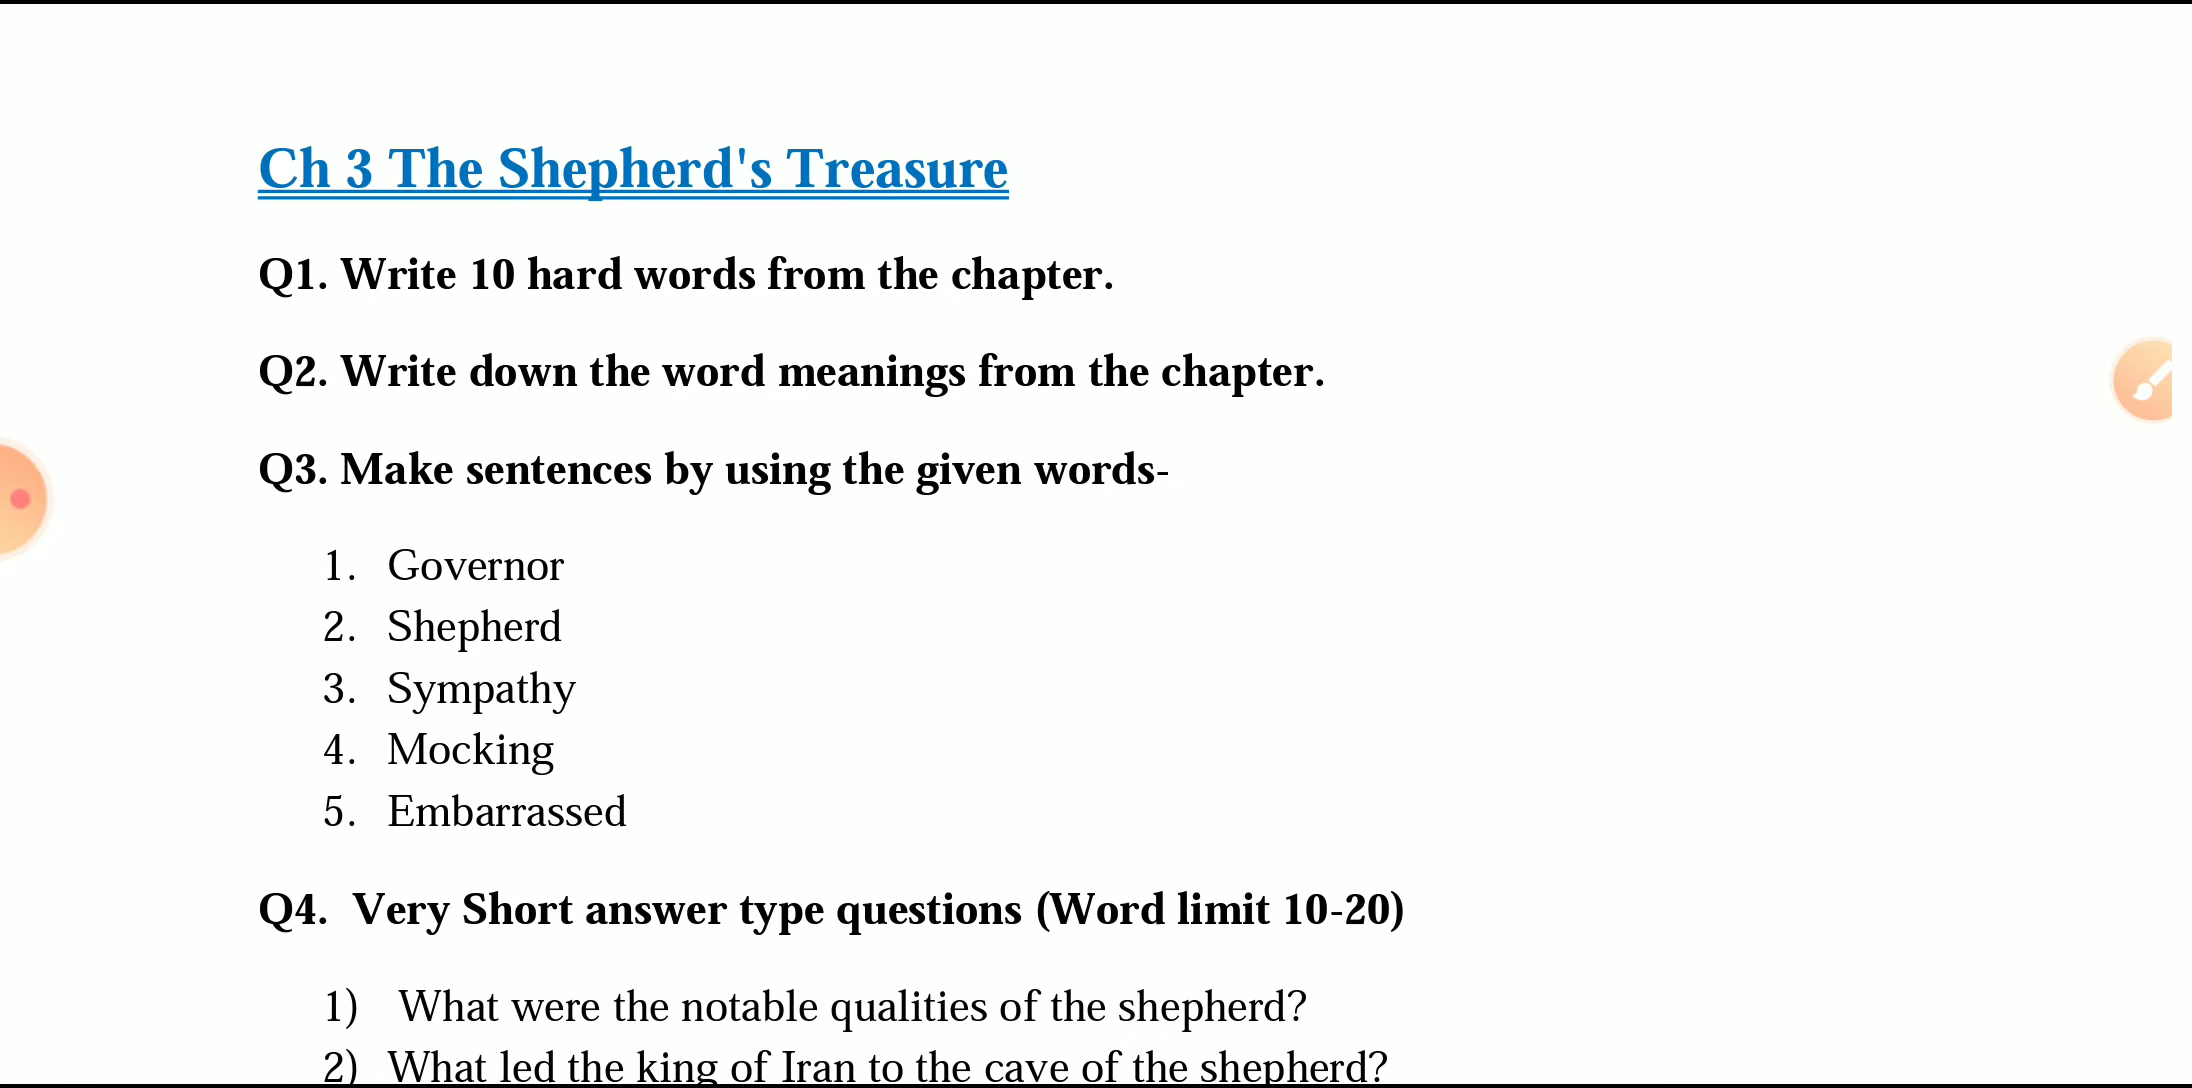 Ch 3 The Shepherd's Treasure
Q1. Write 10 hard words from the chapter.
Q2. Write down the word meanings from the chapter.
Q3. Make sentences by using the given words-
1. Governor
2. Shepherd
3. Sympathy
4. Mocking
5. Embarrassed
Q4. Very Short answer type questions (Word limit 10-20)
1) What were the notable qualities of the shepherd?
2) What led the king of Iran to the cave of the shepherd?